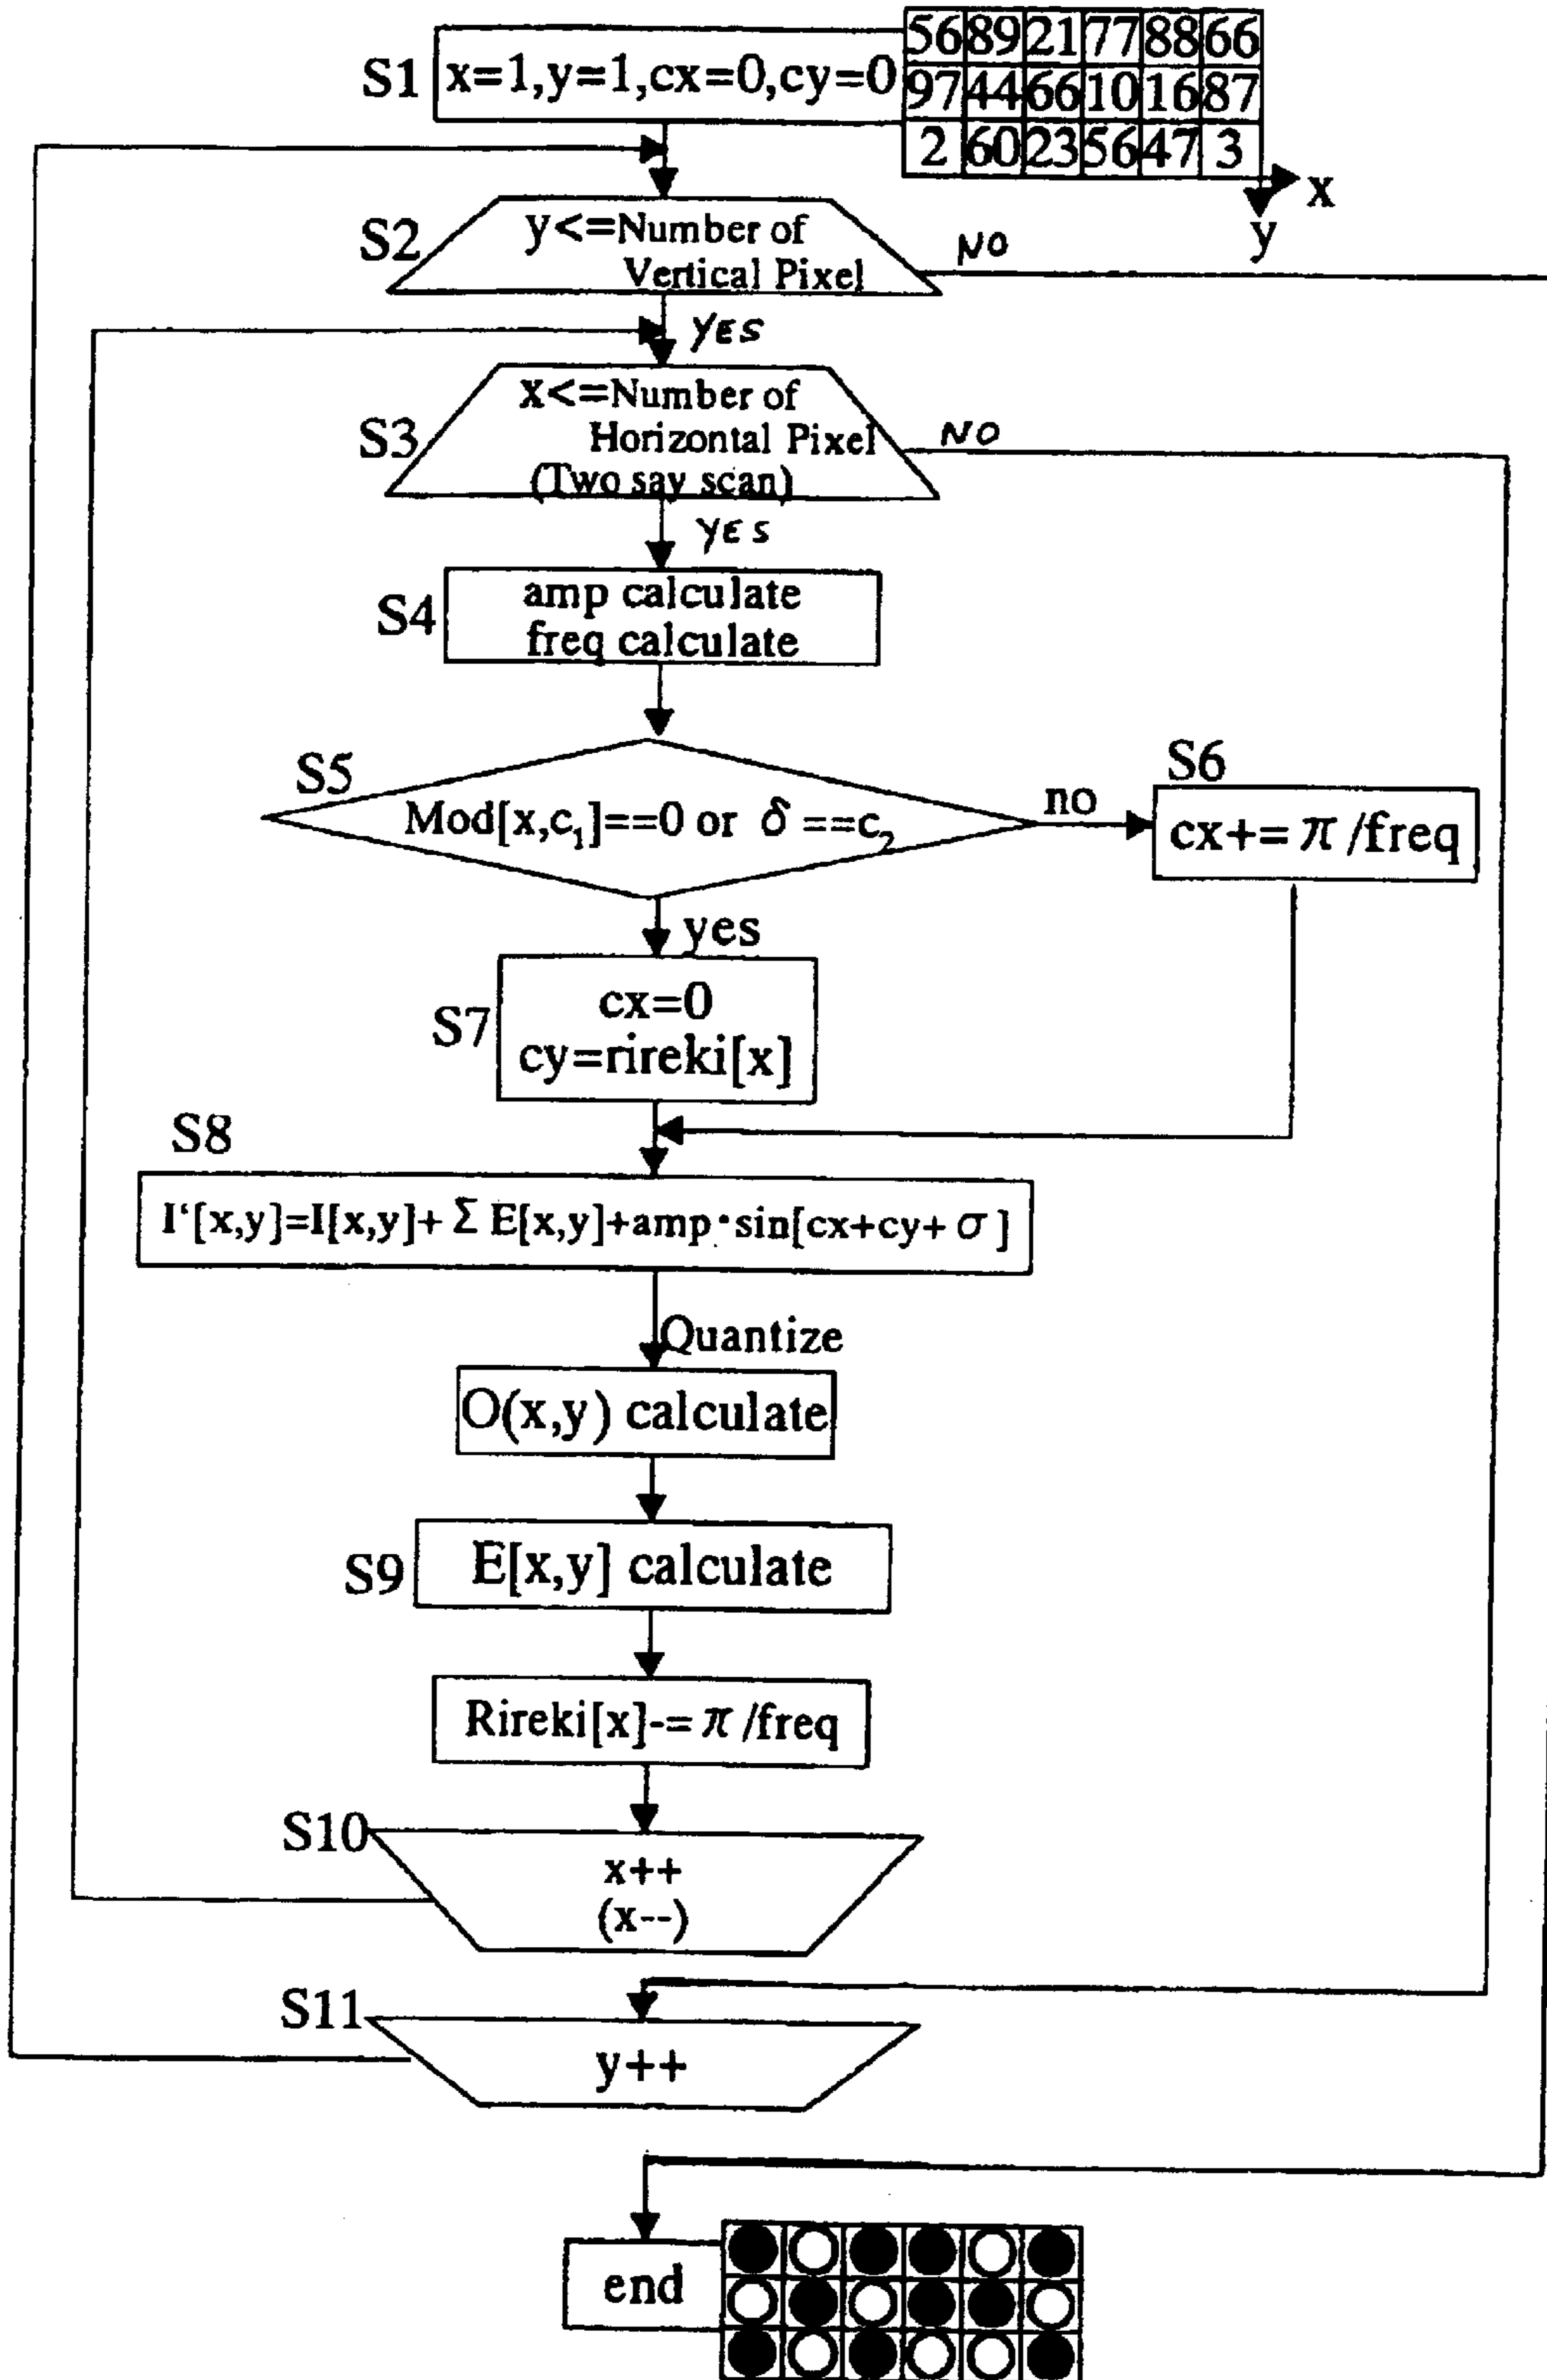 S1
x=1,y=1,cx=0,cy=0
56 89 21 77 88 66
97 44 66 10 16 87
2 60 23 56 47 3
x
y
S2
y<=Number of
Vertical Pixel
NO
YES
S3
x<=Number of
Horizontal Pixel
(Two say scan)
NO
YES
S4
amp calculate
freq calculate
S5
Mod[x,c₁]==0 or δ ==c₂
no
S6
cx+= π /freq
yes
S7
cx=0
cy=rireki[x]
S8
I‘[x,y]=I[x,y]+ Σ E[x,y]+amp·sin[cx+cy+ σ ]
Quantize
O(x,y) calculate
S9
E[x,y] calculate
Rireki[x]-= π /freq
S10
x++
(x--)
S11
y++
end